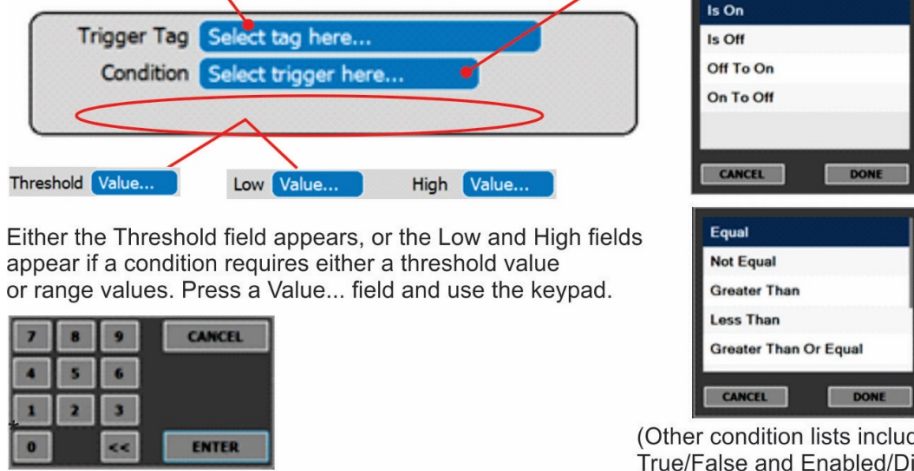 Trigger Tag Select tag here...
Condition Select trigger here...
Threshold Value... Low Value... High Value...
Either the Threshold field appears, or the Low and High fields
appear if a condition requires either a threshold value
or range values. Press a Value... field and use the keypad.
7 8 9 CANCEL
4 5 6
1 2 3
*
0 << ENTER
Is On
Is Off
Off To On
On To Off
CANCEL DONE
Equal
Not Equal
Greater Than
Less Than
Greater Than Or Equal
CANCEL DONE
(Other condition lists
True/False and